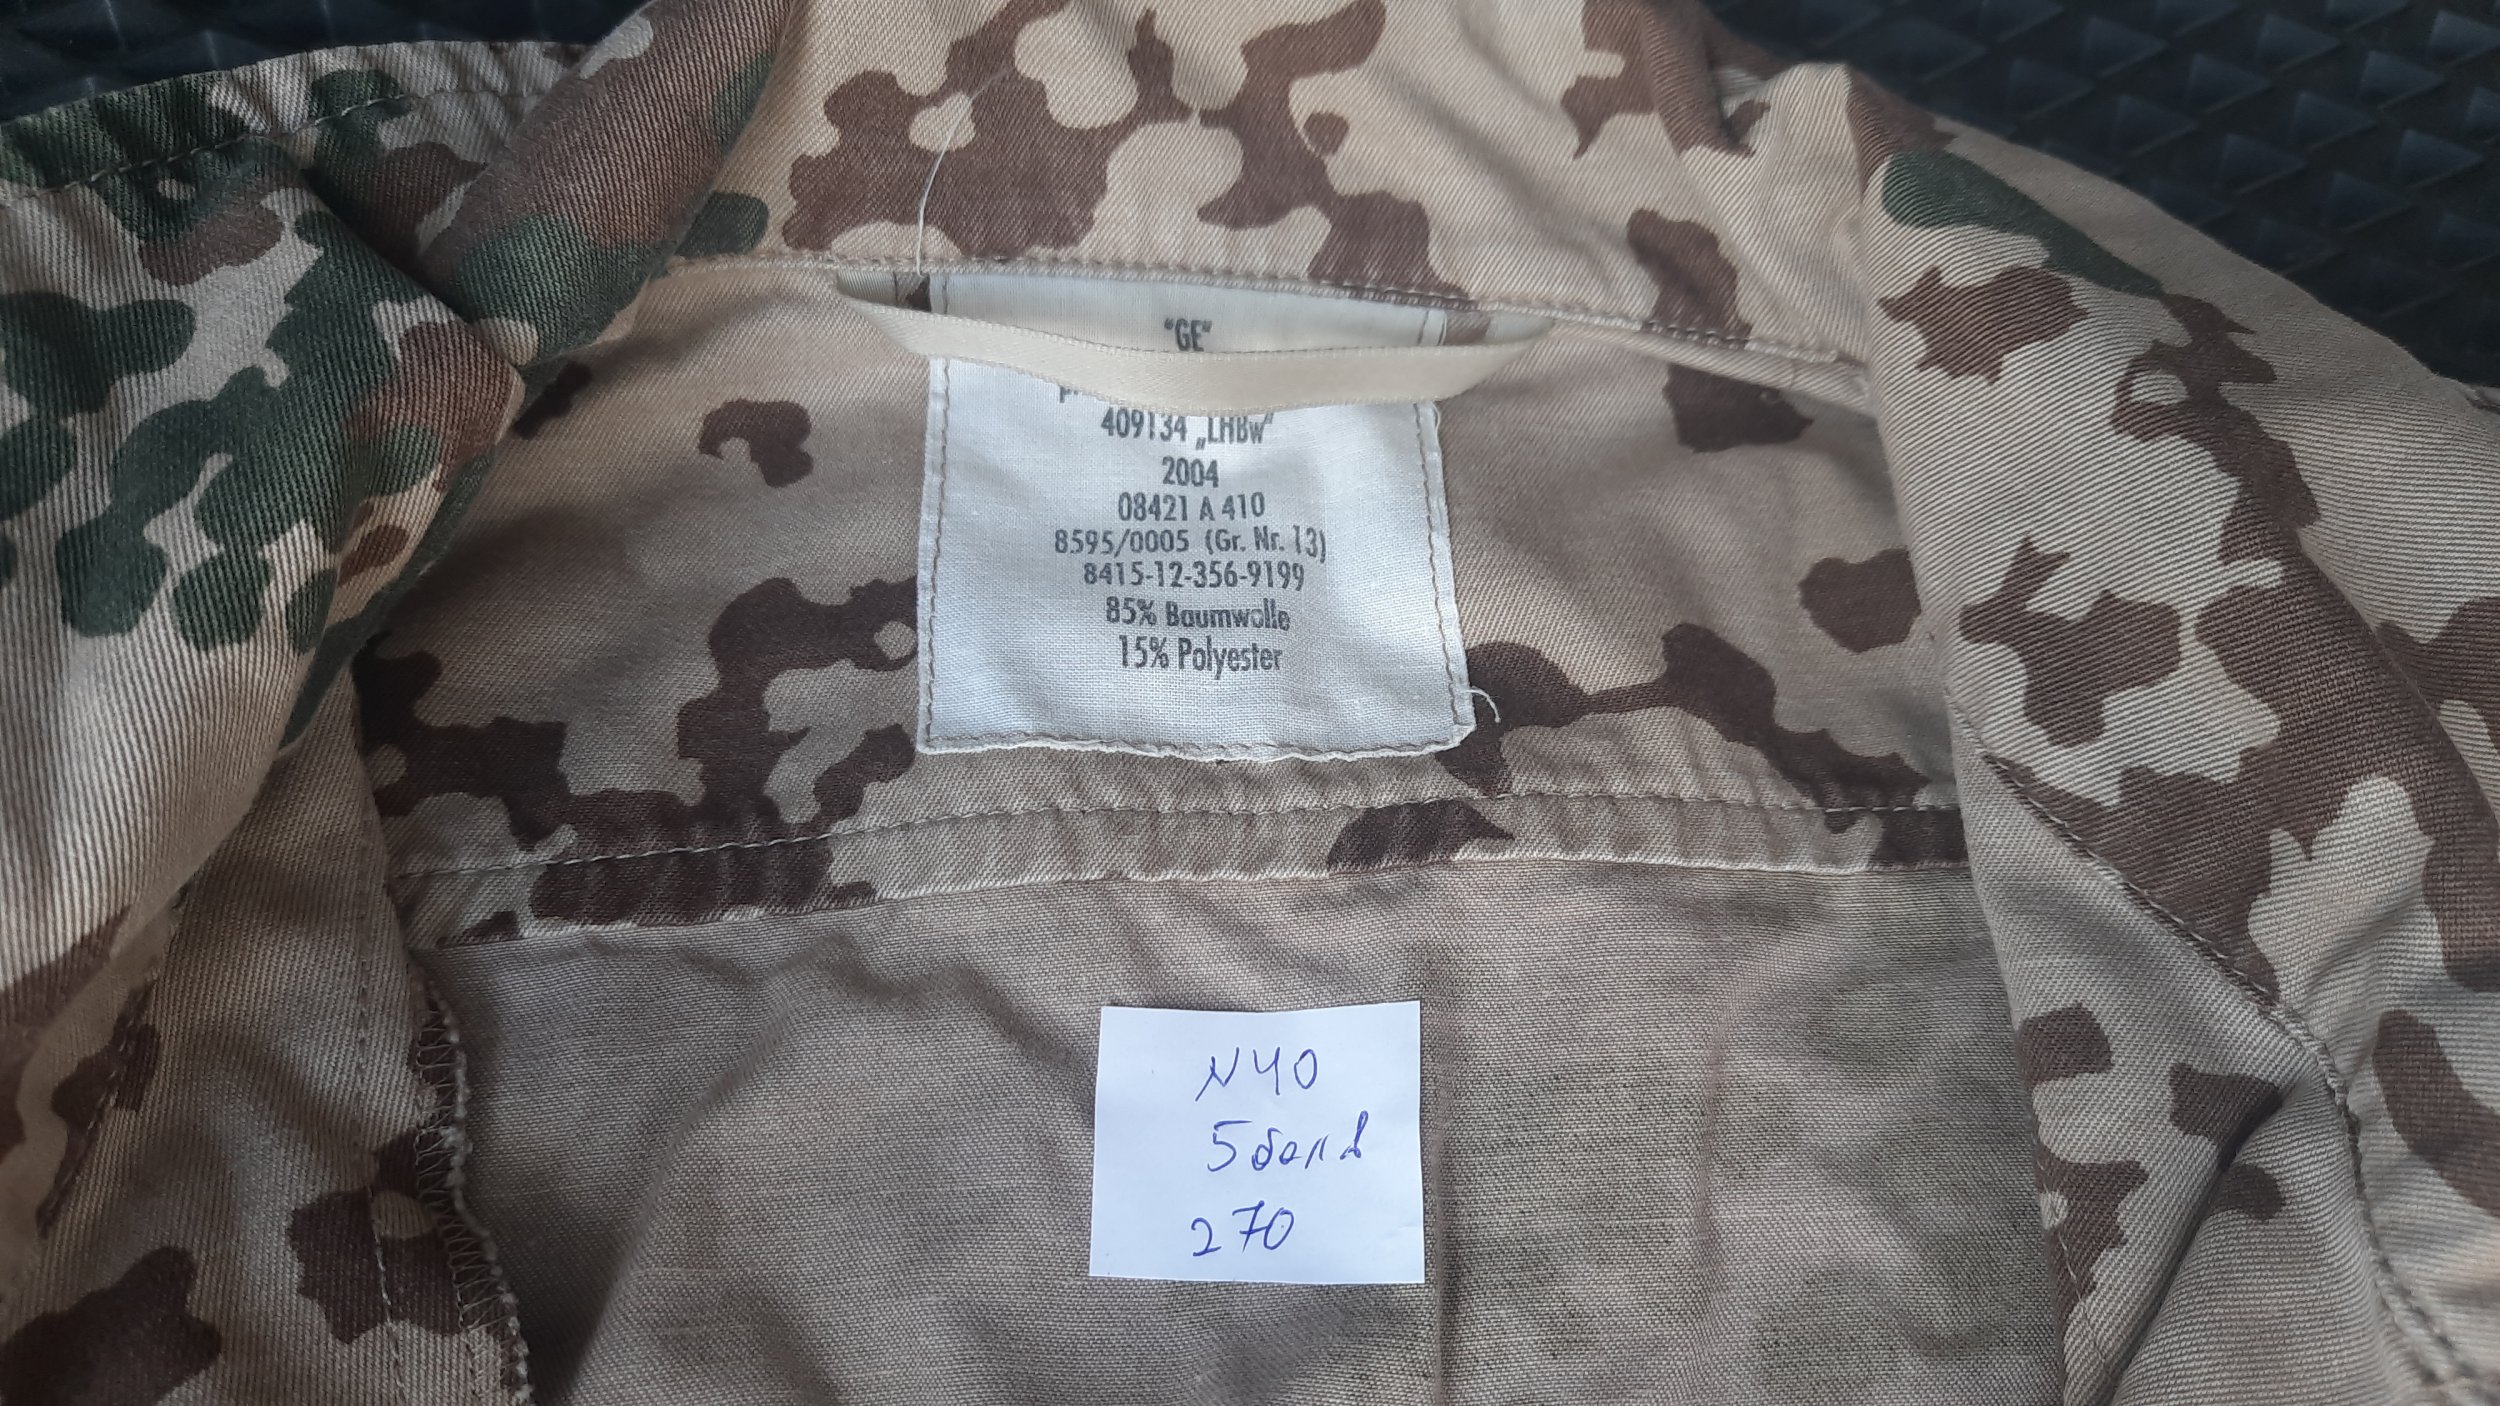 "GE"
409134 „LHBw"
2004
08421 A 410
8595/0005 (Gr. Nr. 13)
8415-12-356-9199
85% Baumwolle
15% Polyester
N40
5 бал
270